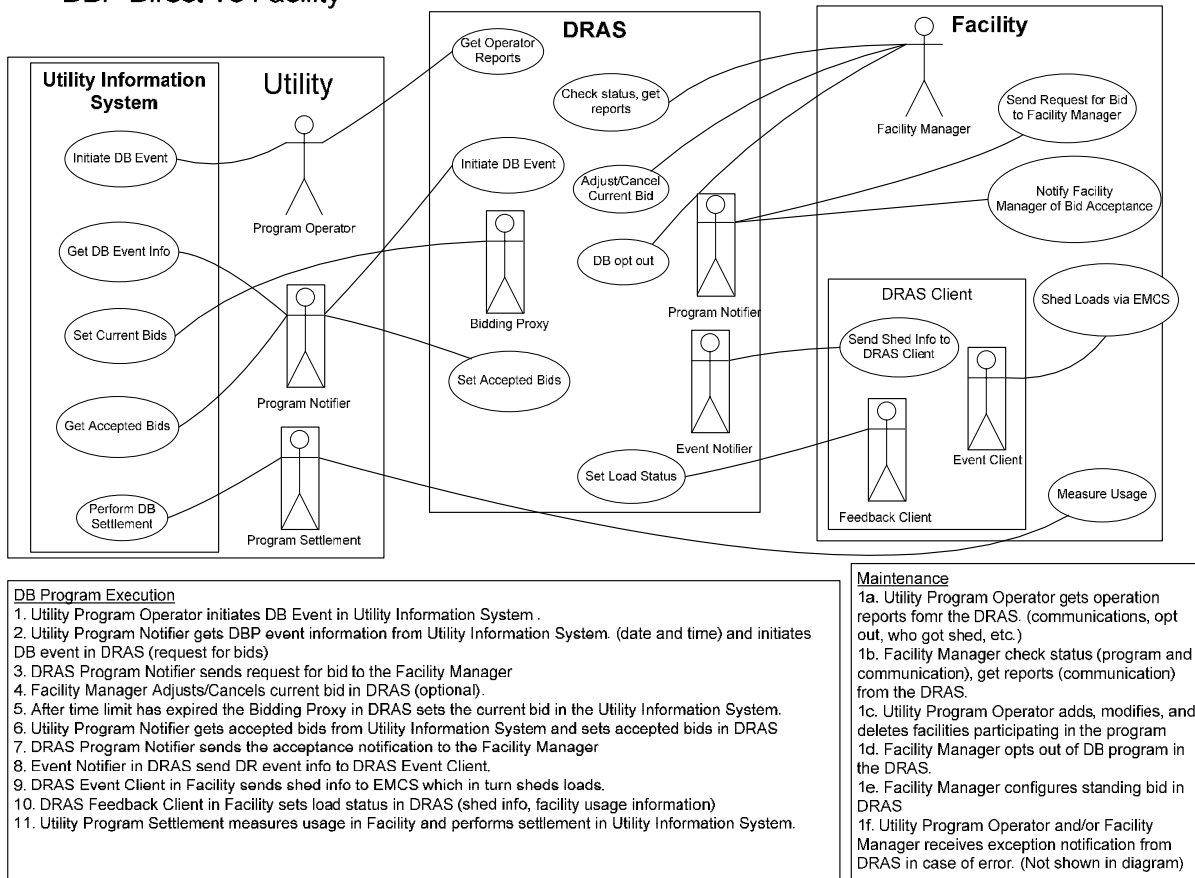 DBP Direct To Facility
DRAS
Facility
Utility Information
System
Utility
Get Operator
Reports
Check status, get
reports
Send Request for Bid
to Facility Manager
Facility Manager
Initiate DB Event
Initiate DB Event
Adjust/Cancel
Current Bid
Notify Facility
Manager of Bid Acceptance
Program Operator
Get DB Event Info
DB opt out
DRAS Client
Shed Loads via EMCS
Program Notifier
Bidding Proxy
Set Current Bids
Send Shed Info to
DRAS Client
Set Accepted Bids
Program Notifier
Get Accepted Bids
Event Notifier
Event Client
Set Load Status
Measure Usage
Perform DB
Settlement
Feedback Client
Program Settlement
DB Program Execution
1. Utility Program Operator initiates DB Event in Utility Information System .
2. Utility Program Notifier gets DBP event information from Utility Information System. (date and time) and initiates
DB event in DRAS (request for bids)
3. DRAS Program Notifier sends request for bid to the Facility Manager
4. Facility Manager Adjusts/Cancels current bid in DRAS (optional).
5. After time limit has expired the Bidding Proxy in DRAS sets the current bid in the Utility Information System.
6. Utility Program Notifier gets accepted bids from Utility Information System and sets accepted bids in DRAS
7. DRAS Program Notifier sends the acceptance notification to the Facility Manager
8. Event Notifier in DRAS send DR event info to DRAS Event Client.
9. DRAS Event Client in Facility sends shed info to EMCS which in turn sheds loads.
10. DRAS Feedback Client in Facility sets load status in DRAS (shed info, facility usage information)
11. Utility Program Settlement measures usage in Facility and performs settlement in Utility Information System.
Maintenance
1a. Utility Program Operator gets operation
reports fomr the DRAS. (communications, opt
out, who got shed, etc.)
1b. Facility Manager check status (program and
communication), get reports (communication)
from the DRAS.
1c. Utility Program Operator adds, modifies, and
deletes facilities participating in the program
1d. Facility Manager opts out of DB program in
the DRAS.
1e. Facility Manager configures standing bid in
DRAS
1f. Utility Program Operator and/or Facility
Manager receives exception notification from
DRAS in case of error. (Not shown in diagram)